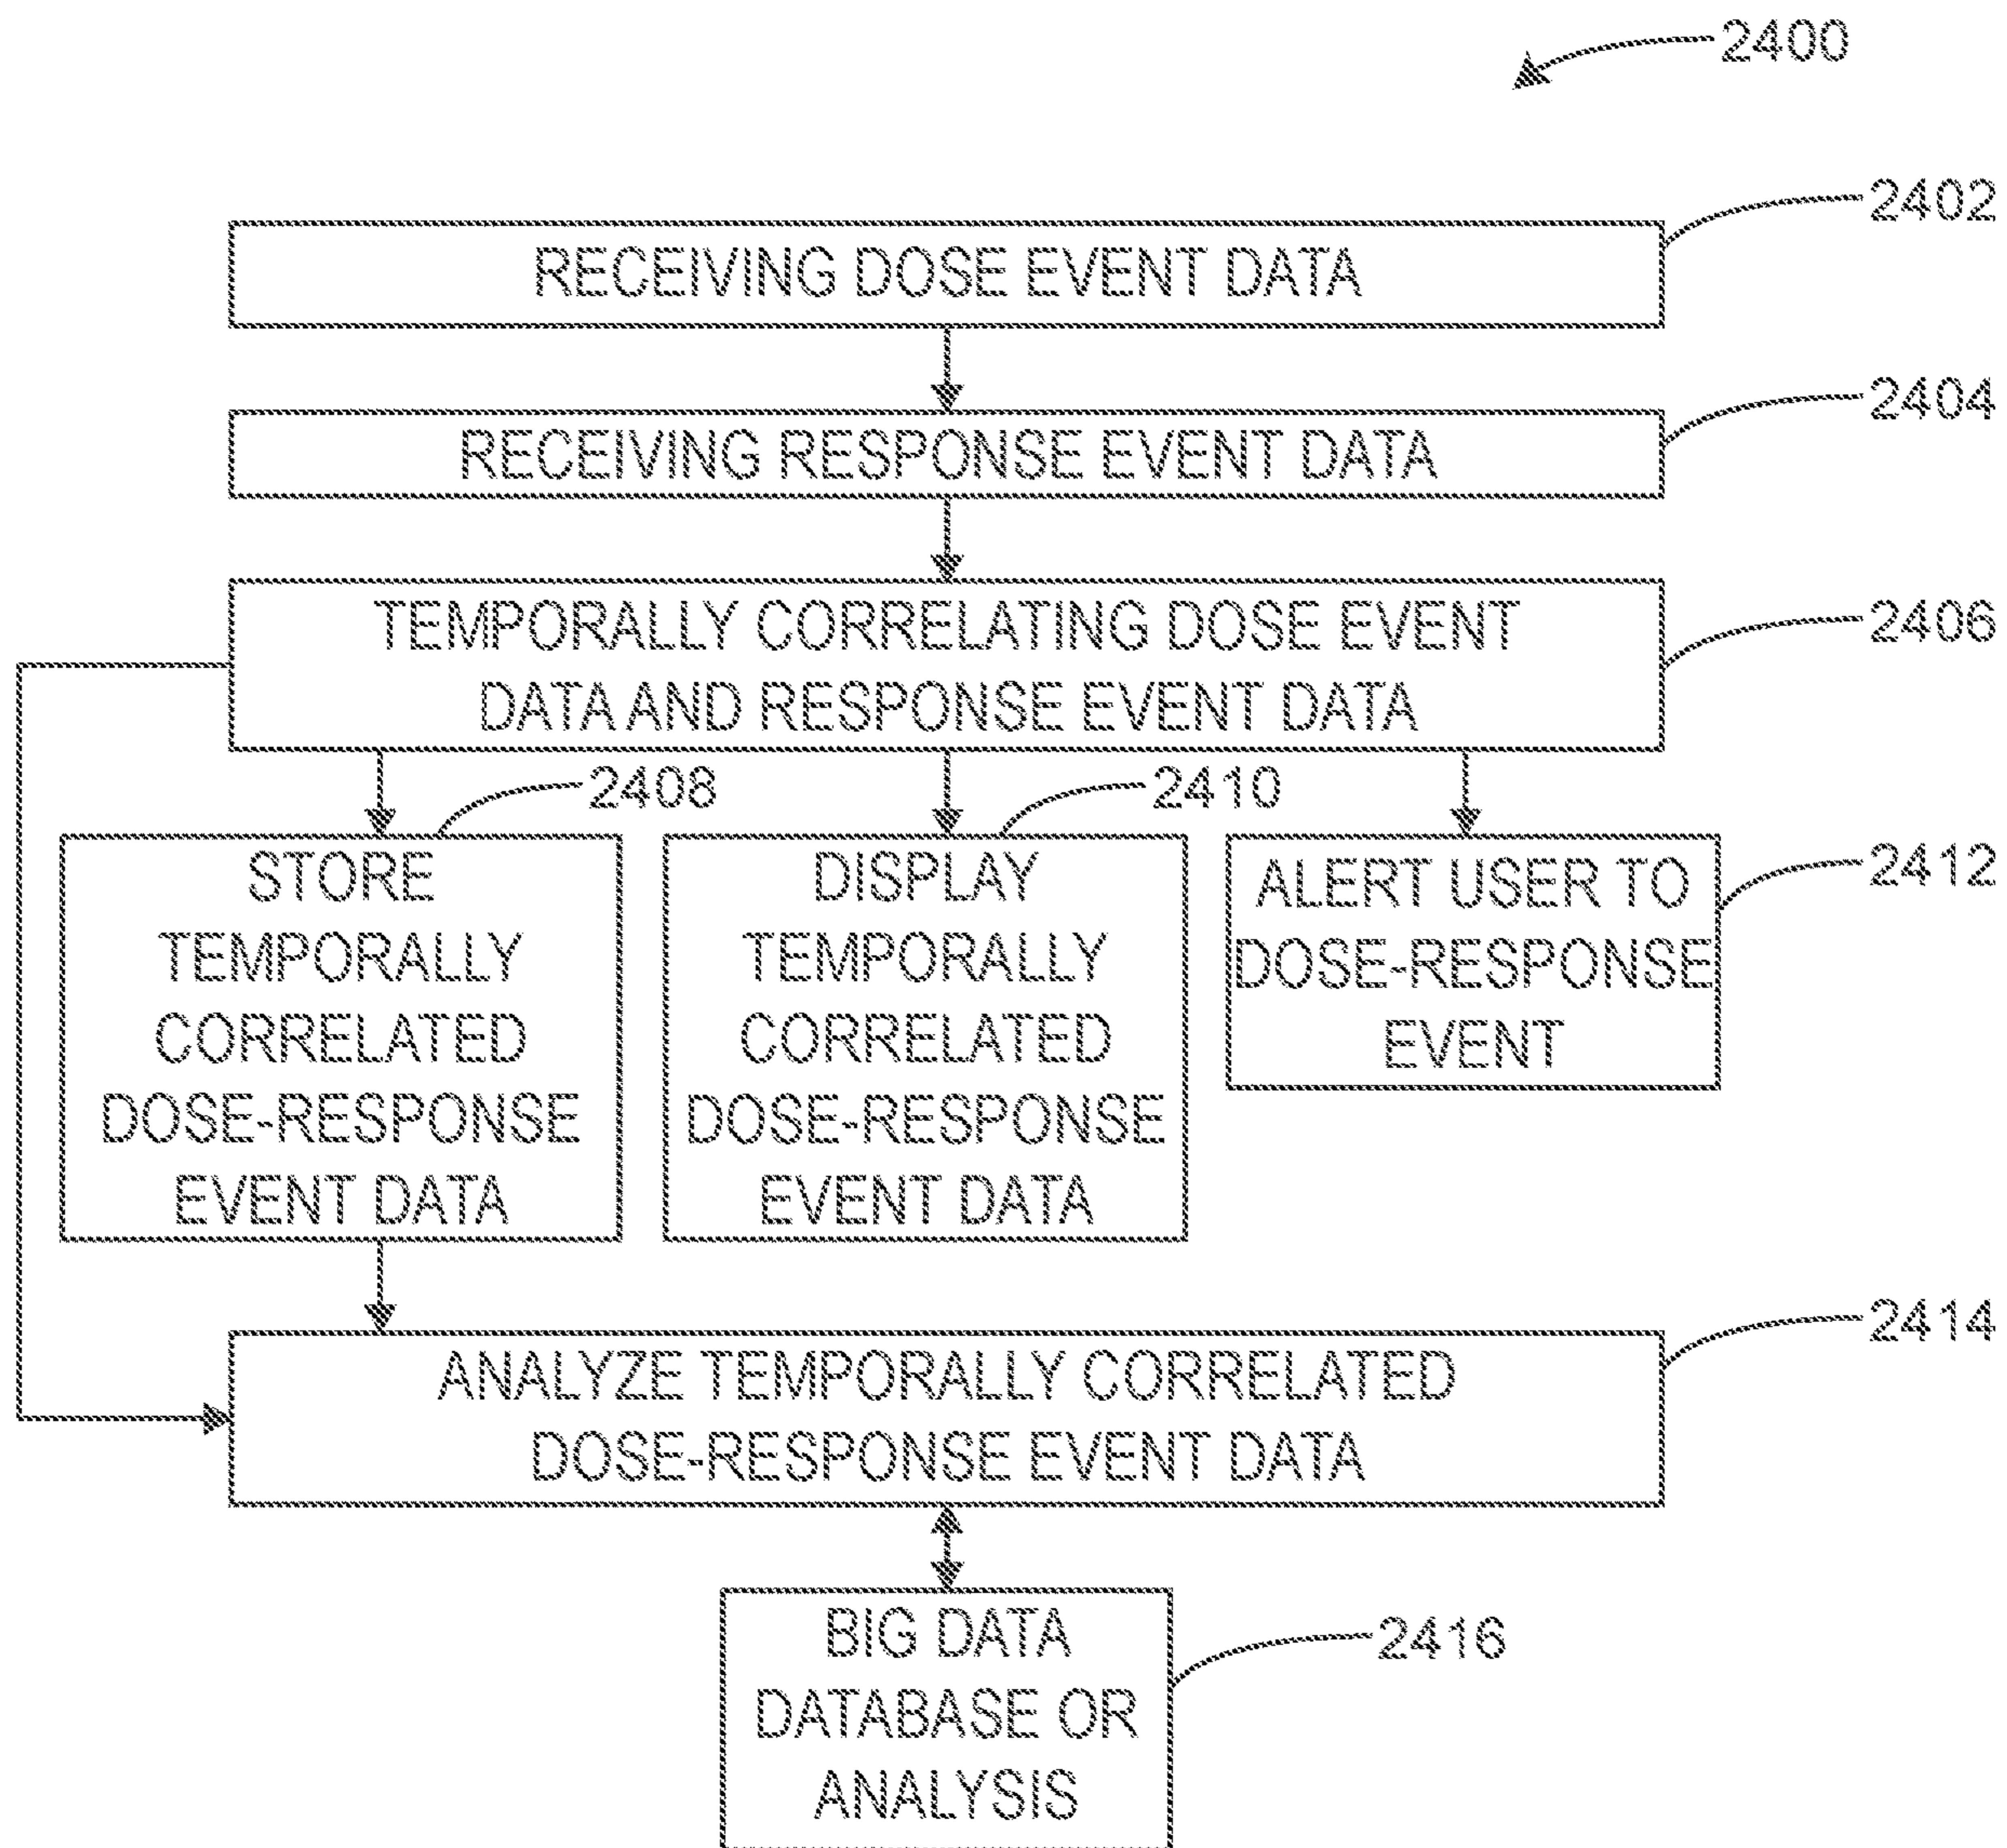 2400
2402
RECEIVING DOSE EVENT DATA
2404
RECEIVING RESPONSE EVENT DATA
TEMPORALLY CORRELATING DOSE EVENT
2406
DATA AND RESPONSE EVENT DATA
2408
2410
STORE
TEMPORALLY
CORRELATED
DOSE-RESPONSE
EVENT DATA
DISPLAY
TEMPORALLY
CORRELATED
DOSE-RESPONSE
EVENT DATA
2412
ALERT USER TO
DOSE-RESPONSE
EVENT
2414
ANALYZE TEMPORALLY CORRELATED
DOSE-RESPONSE EVENT DATA
BIG DATA
2416
DATABASE OR
ANALYSIS